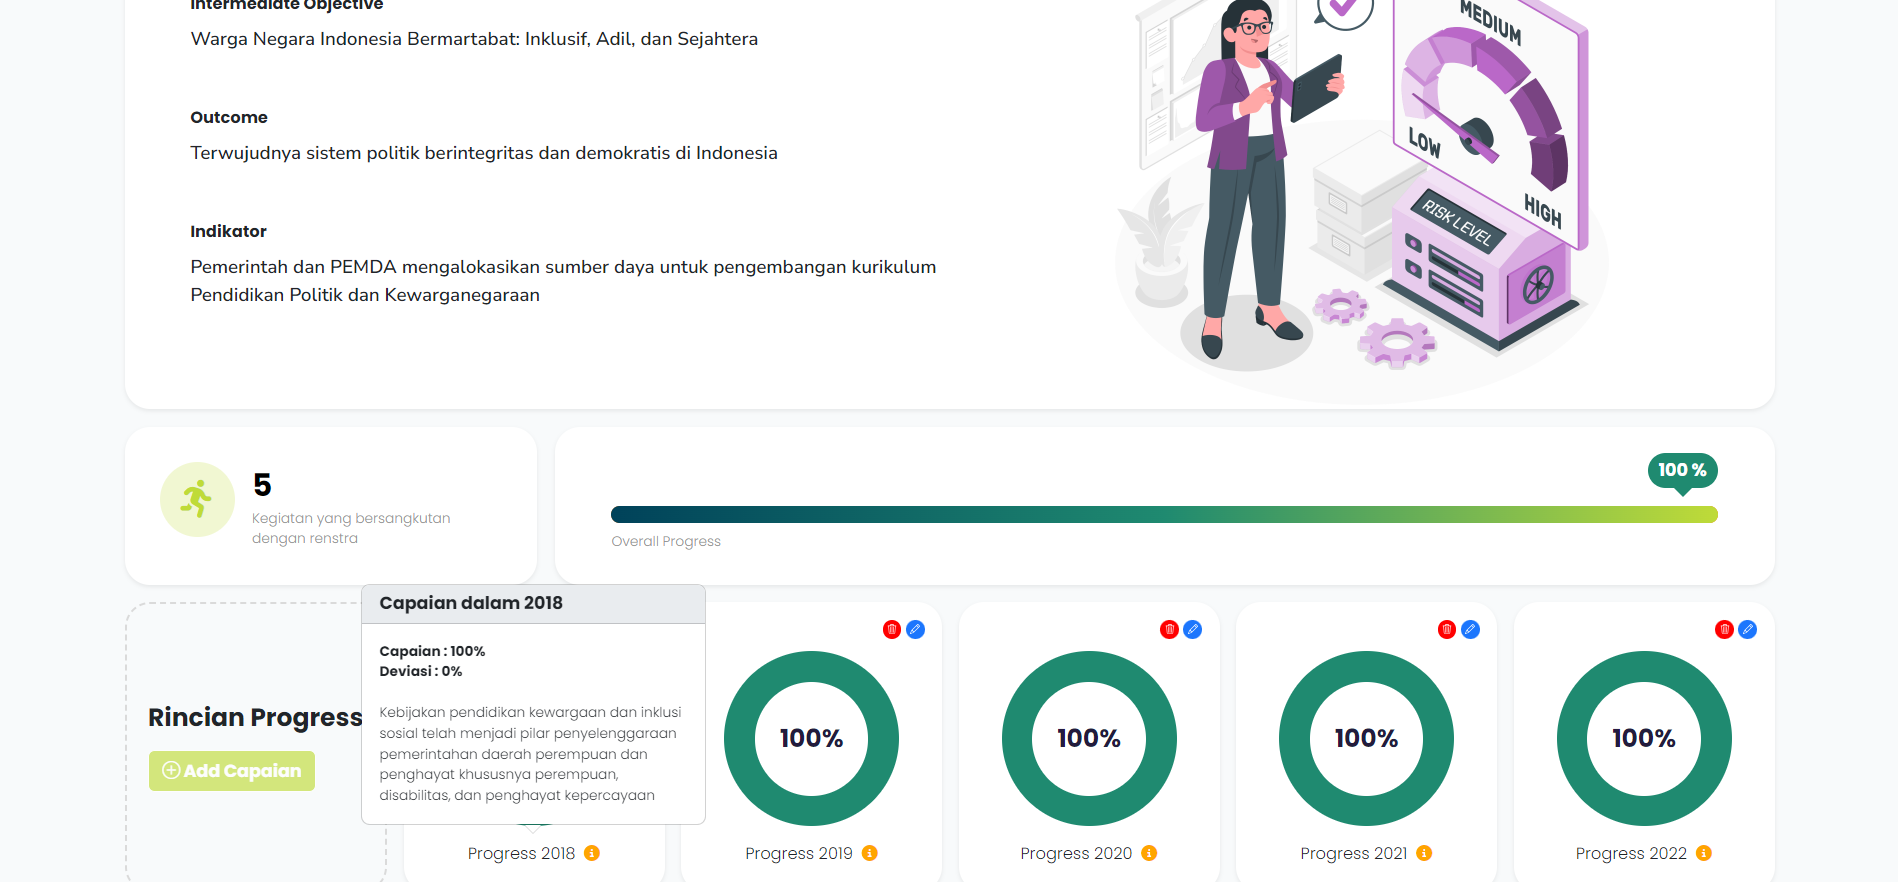 Intermediate Objective
Warga Negara Indonesia Bermartabat: Inklusif, Adil, dan Sejahtera
Outcome
Terwujudnya sistem politik berintegritas dan demokratis di Indonesia
Indikator
Pemerintah dan PEMDA mengalokasikan sumber daya untuk pengembangan kurikulum
Pendidikan Politik dan Kewarganegaraan
MEDIUM
LOW
HIGH
RISK LEVEL
5
Kegiatan yang bersangkutan
dengan renstra
100 %
Overall Progress
Rincian Progress
Add Capaian
Capaian dalam 2018
Capaian : 100%
Deviasi : 0%
Kebijakan pendidikan kewargaan dan inklusi
sosial telah menjadi pilar penyelenggaraan
pemerintahan daerah perempuan dan
penghayat khususnya perempuan,
disabilitas, dan penghayat kepercayaan
Progress 2018
100%
Progress 2019
100%
Progress 2020
100%
Progress 2021
100%
Progress 2022